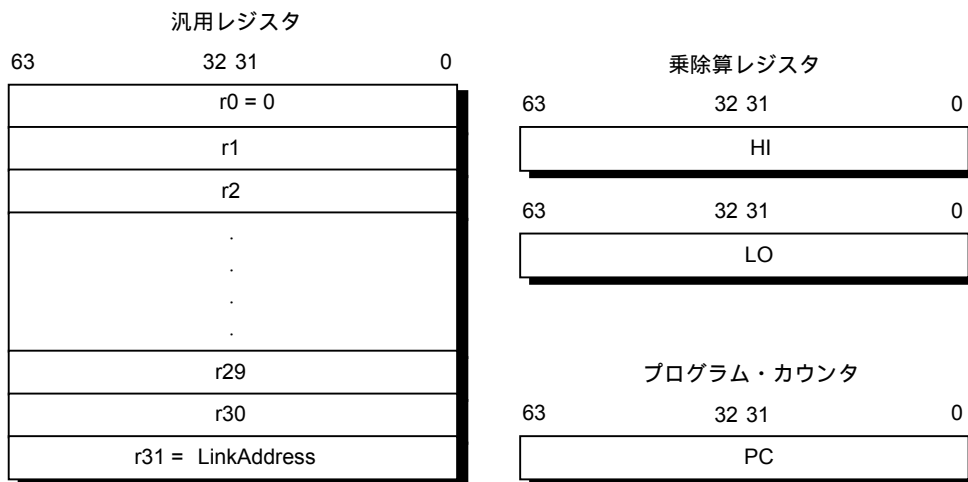 汎用レジスタ
63 32 31 0
r0 = 0
r1
r2
.
.
.
.
r29
r30
r31 = LinkAddress
乗除算レジスタ
63 32 31 0
HI
63 32 31 0
LO
プログラム・カウンタ
63 32 31 0
PC